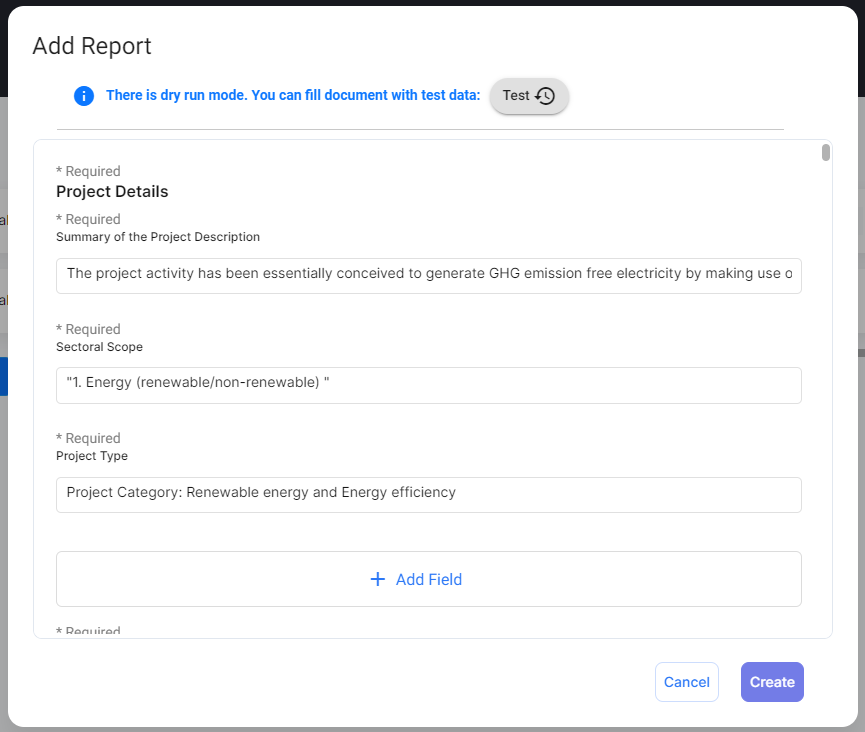 Add Report
There is dry run mode. You can fill document with test data:
Test
* Required
Project Details
* Required
Summary of the Project Description
The project activity has been essentially conceived to generate GHG emission free electricity by making use o
* Required
Sectoral Scope
"1. Energy (renewable/non-renewable) "
* Required
Project Type
Project Category: Renewable energy and Energy efficiency
+ Add Field
* Required
Cancel
Create